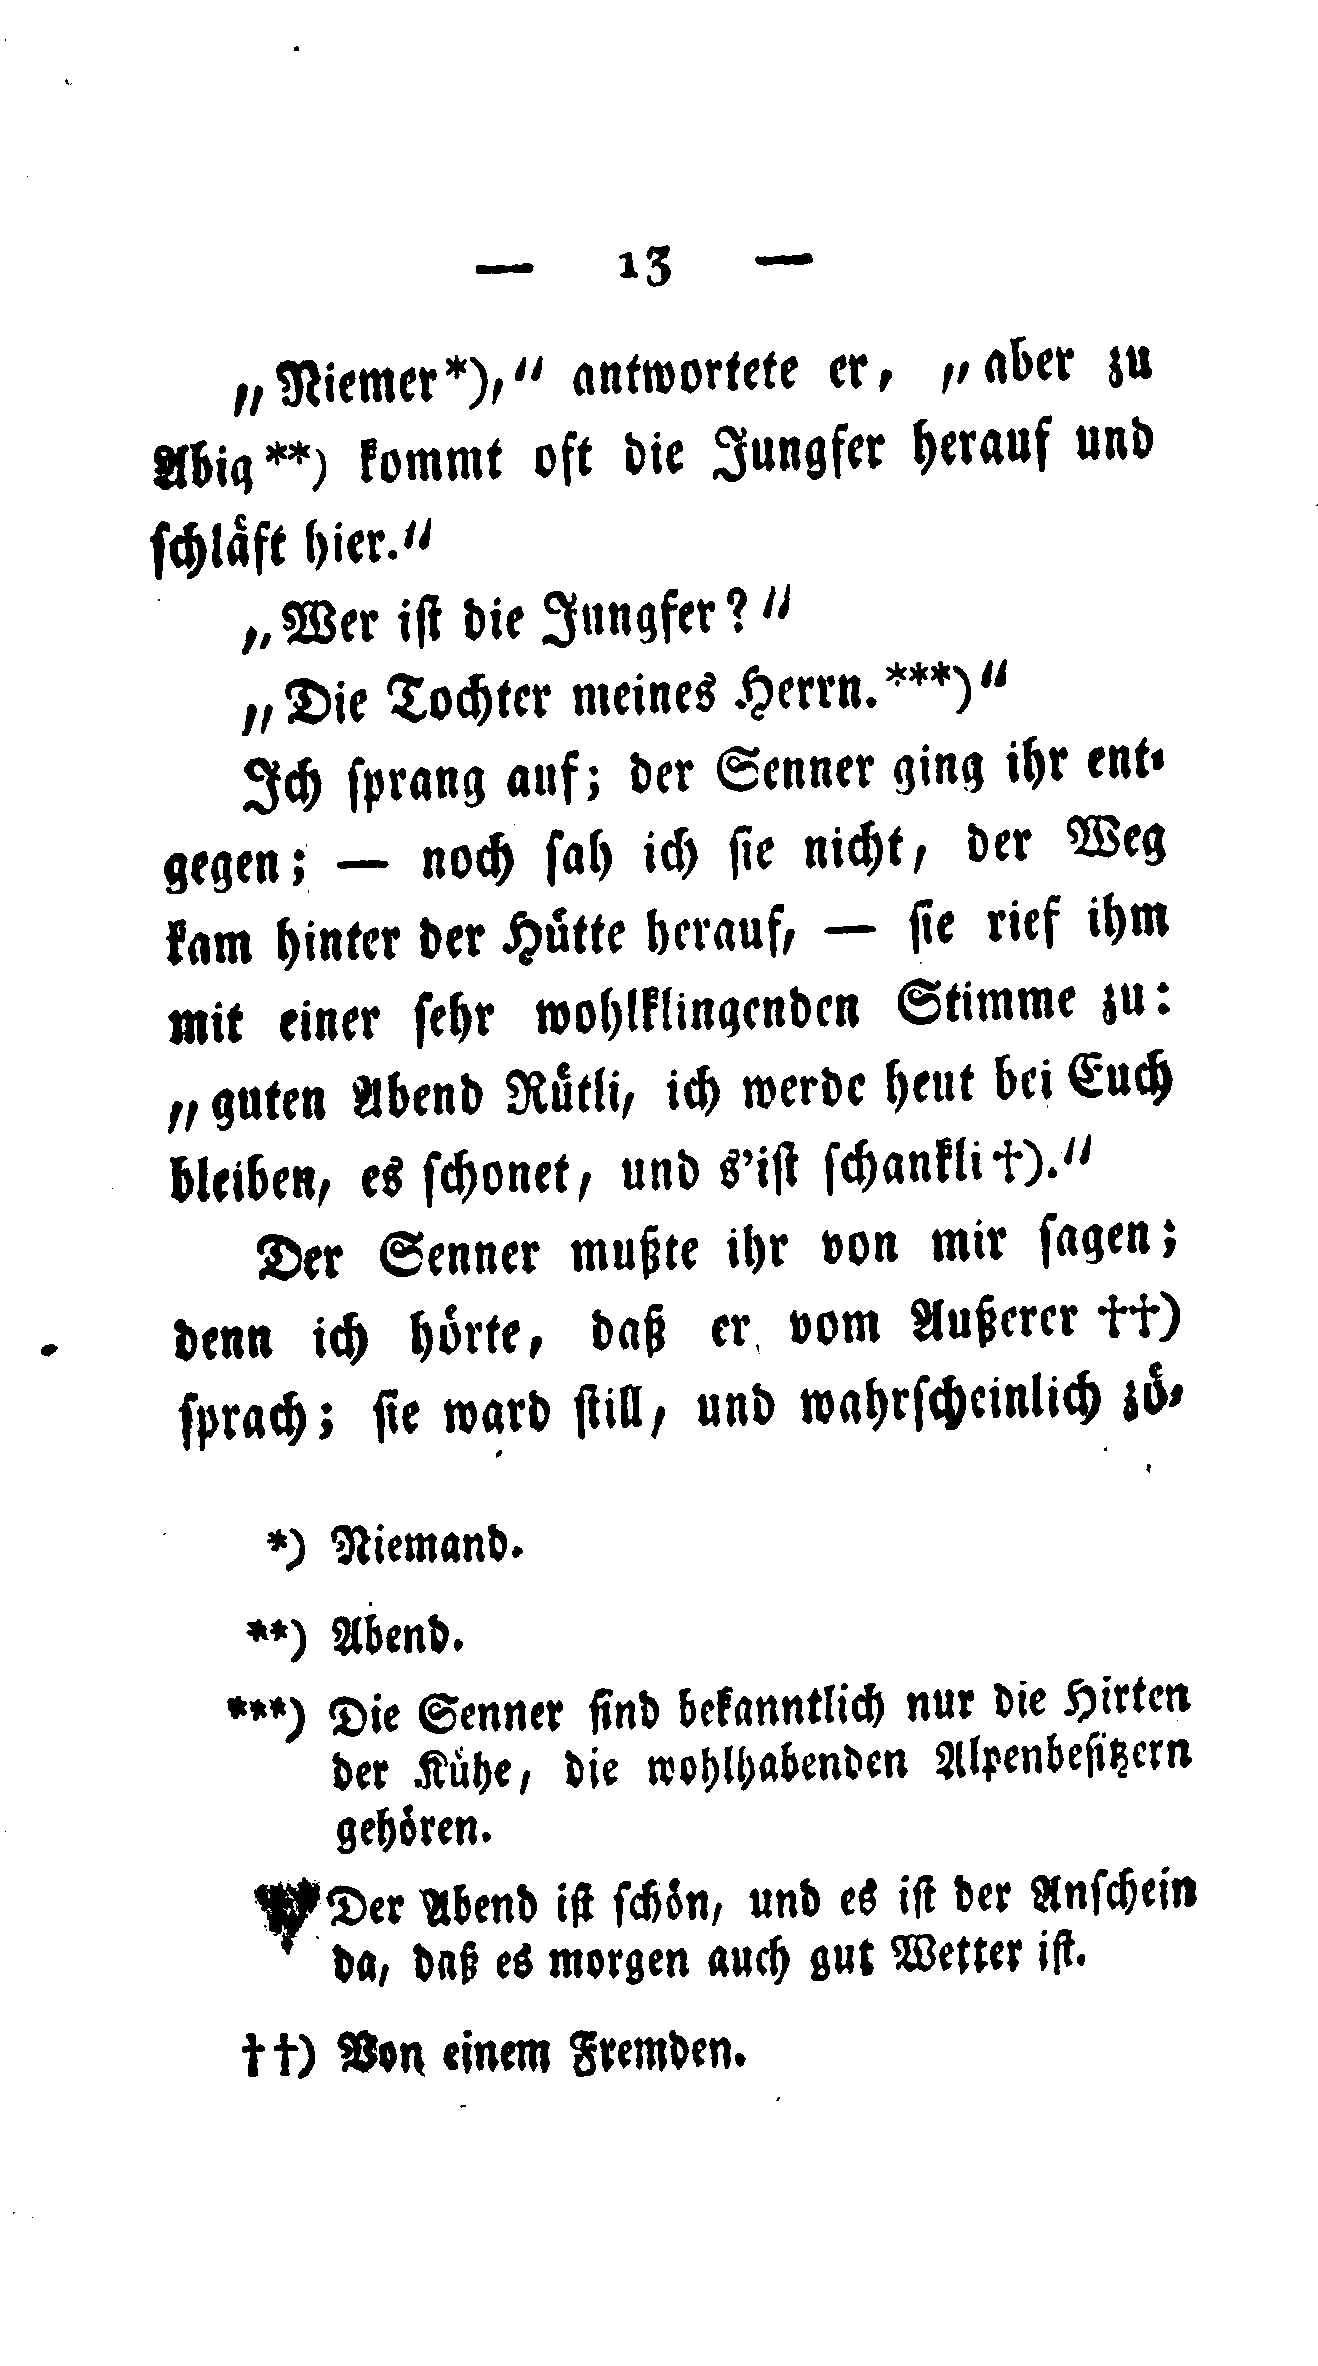 — 13 —
„Niemer*),“ antwortete er, „aber zu
Abig**) kommt oft die Jungfer herauf und
schläft hier.“
„Wer ist die Jungfer?“
„Die Tochter meines Herrn.***)“
Ich sprang auf; der Senner ging ihr ent-
gegen; — noch sah ich sie nicht, der Weg
kam hinter der Hütte herauf, — sie rief ihm
mit einer sehr wohlklingenden Stimme zu:
„guten Abend Rütli, ich werde heut bei Euch
bleiben, es schonet, und s'ist schankli†).“
Der Senner mußte ihr von mir sagen;
denn ich hörte, daß er vom Außerer ††)
sprach; sie ward still, und wahrscheinlich zö-
*) Niemand.
**) Abend.
***) Die Senner sind bekanntlich nur die Hirten
der Kühe, die wohlhabenden Alpenbesitzern
gehören.
Der Abend ist schön, und es ist der Anschein
da, daß es morgen auch gut Wetter ist.
††) Von einem Fremden.